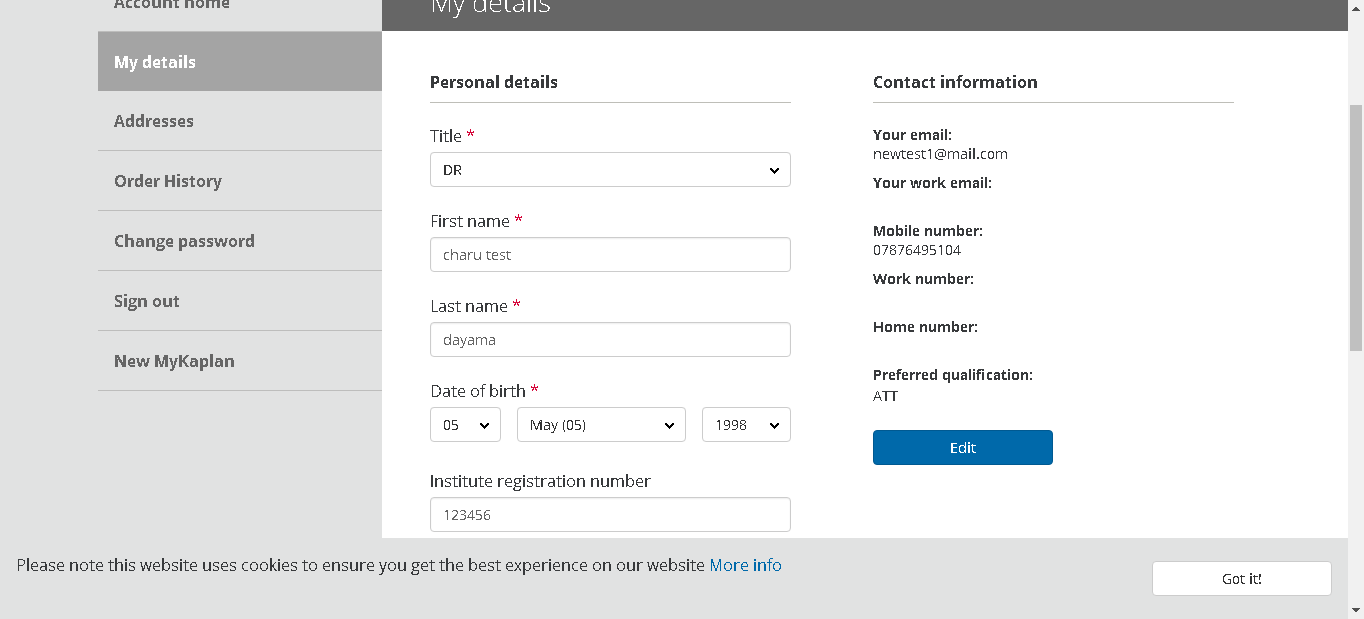 Account home
My details
Addresses
Order History
Change password
Sign out
New MyKaplan
My details
Personal details
Title *
DR
First name *
charu test
Last name *
dayama
Date of birth *
05 May (05) 1998
Institute registration number
123456
Contact information
Your email:
newtest1@mail.com
Your work email:
Mobile number:
07876495104
Work number:
Home number:
Preferred qualification:
ATT
Edit
Please note this website uses cookies to ensure you get the best experience on our website More info
Got it!